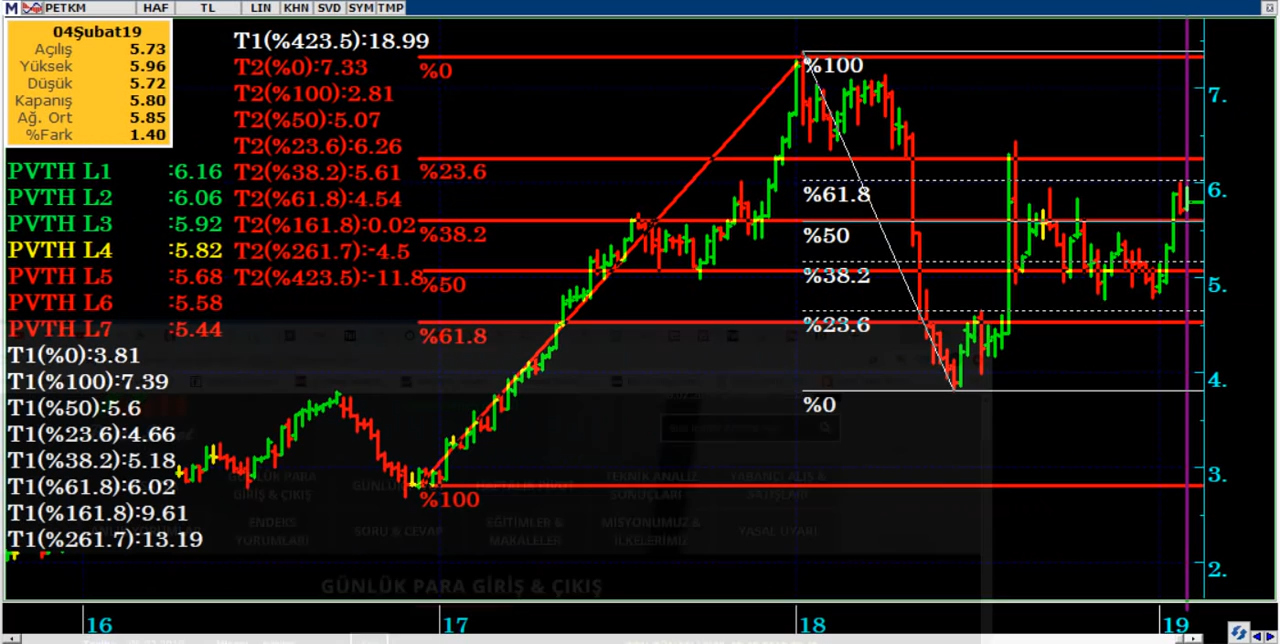 M PETKM HAF TL LIN KHN SVD SYM TMP
04Şubat19
Açılış 5.73
Yüksek 5.96
Düşük 5.72
Kapanış 5.80
Ağ. Ort 5.85
%Fark 1.40
PVTH L1 :6.16
PVTH L2 :6.06
PVTH L3 :5.92
PVTH L4 :5.82
PVTH L5 :5.68
PVTH L6 :5.58
PVTH L7 :5.44
T1(%0):3.81
T1(%100):7.39
T1(%50):5.6
T1(%23.6):4.66
T1(%38.2):5.18
T1(%61.8):6.02
T1(%161.8):9.61
T1(%261.7):13.19
T1(%423.5):18.99
T2(%0):7.33
T2(%100):2.81
T2(%50):5.07
T2(%23.6):6.26
T2(%38.2):5.61
T2(%61.8):4.54
T2(%161.8):0.02
T2(%261.7):-4.5
T2(%423.5):-11.8
%0
%23.6
%38.2
%50
%61.8
%100
%100
%61.8
%50
%38.2
%23.6
%0
7.
6.
5.
4.
3.
2.
GÜNLÜK PARA
GİRİŞ & ÇIKIŞ
HAFTALIK PİVOT
TEKNİK ANALİZ
SONUÇLARI
YABANCI ALIŞ &
SATIŞLARI
ENDEKS
YORUMLARI
SORU & CEVAP
EĞİTİMLER &
MAKALELER
MİSYONUMUZ &
İLKELERİMİZ
YASAL UYARI
GÜNLÜK PARA GİRİŞ & ÇIKIŞ
16 17 18 19